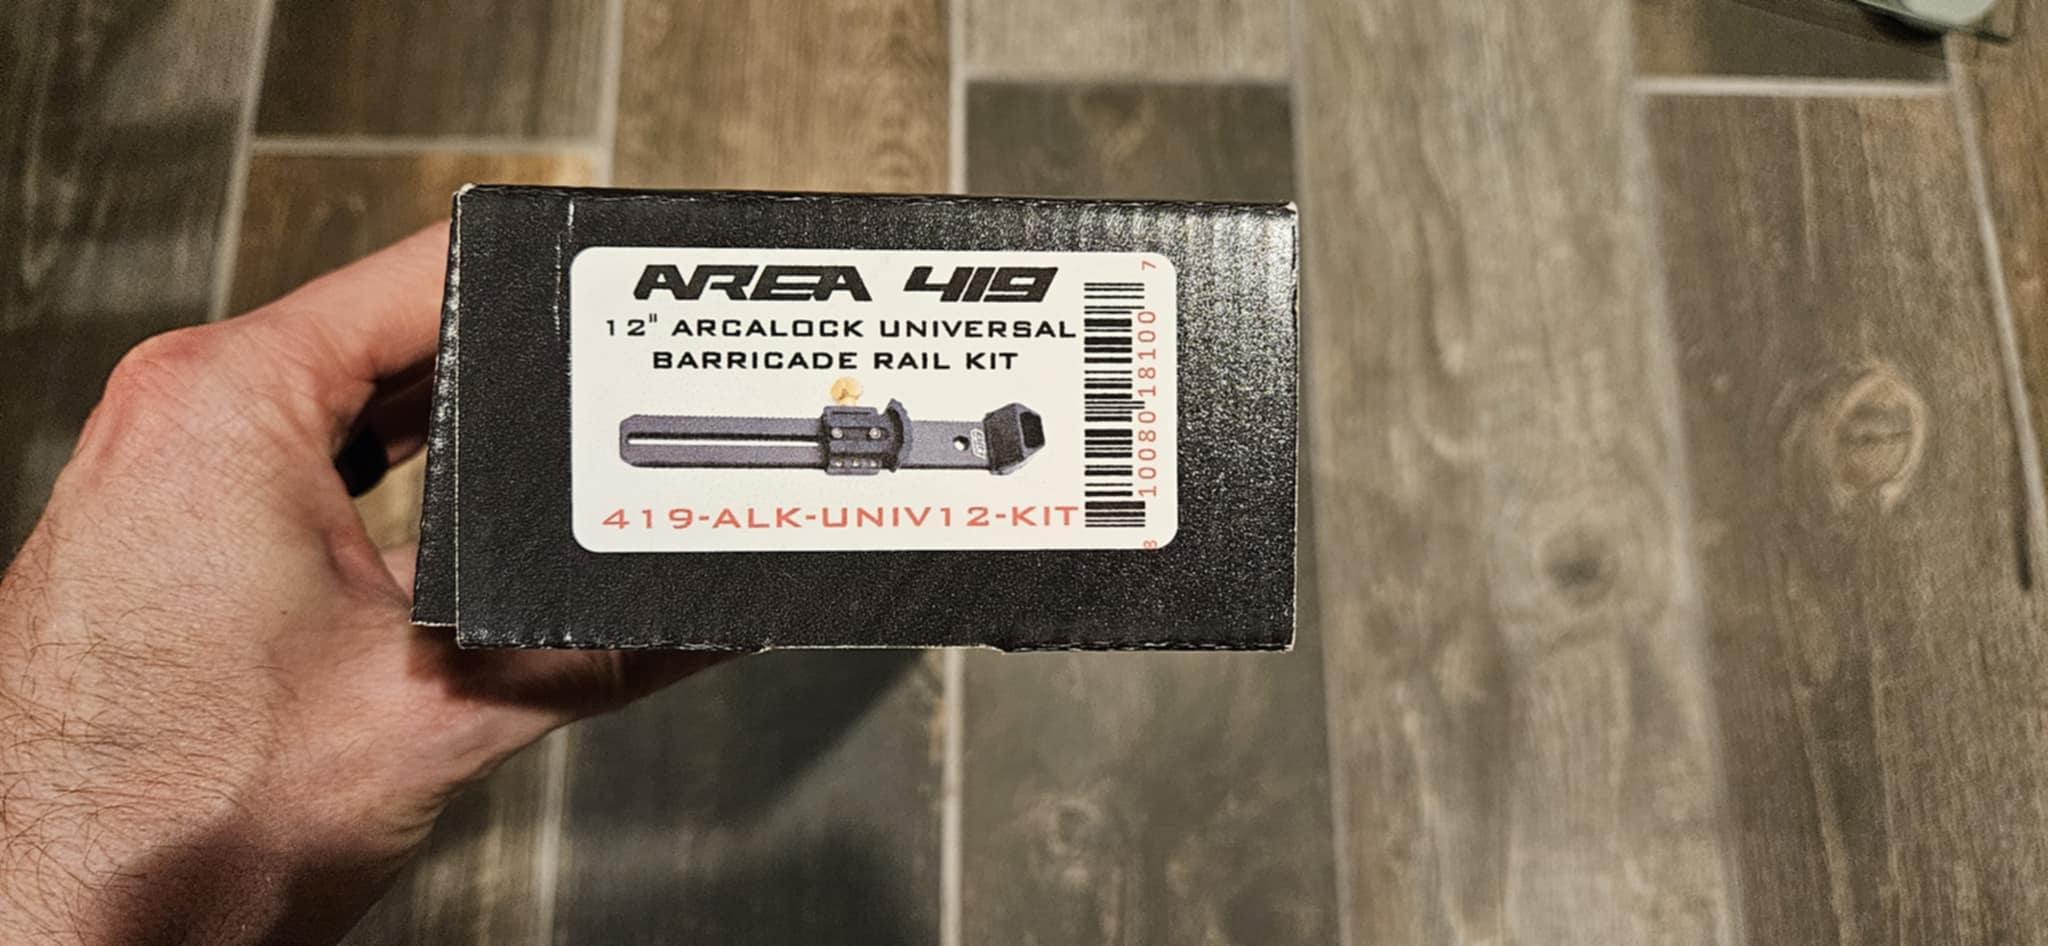 AREA 419
12" ARCALOCK UNIVERSAL
BARRICADE RAIL KIT
419-ALK-UNIV12-KIT
8 10080 18100 7